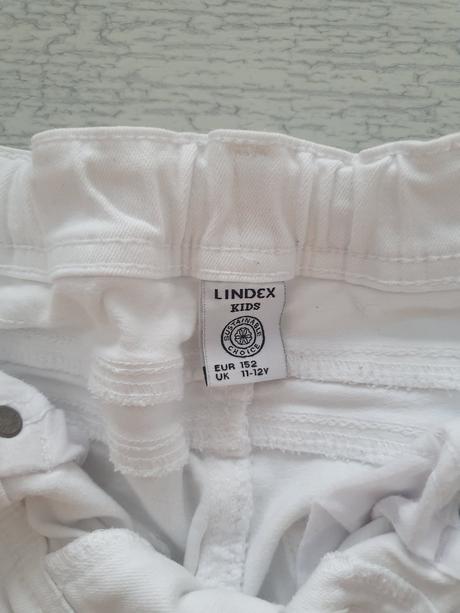 LINDEX
KIDS
SUSTAINABLE
CHOICE
EUR 152
UK 11-12Y